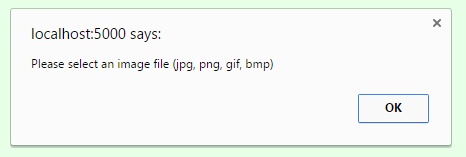 localhost:5000 says:
Please select an image file (jpg, png, gif, bmp)
OK